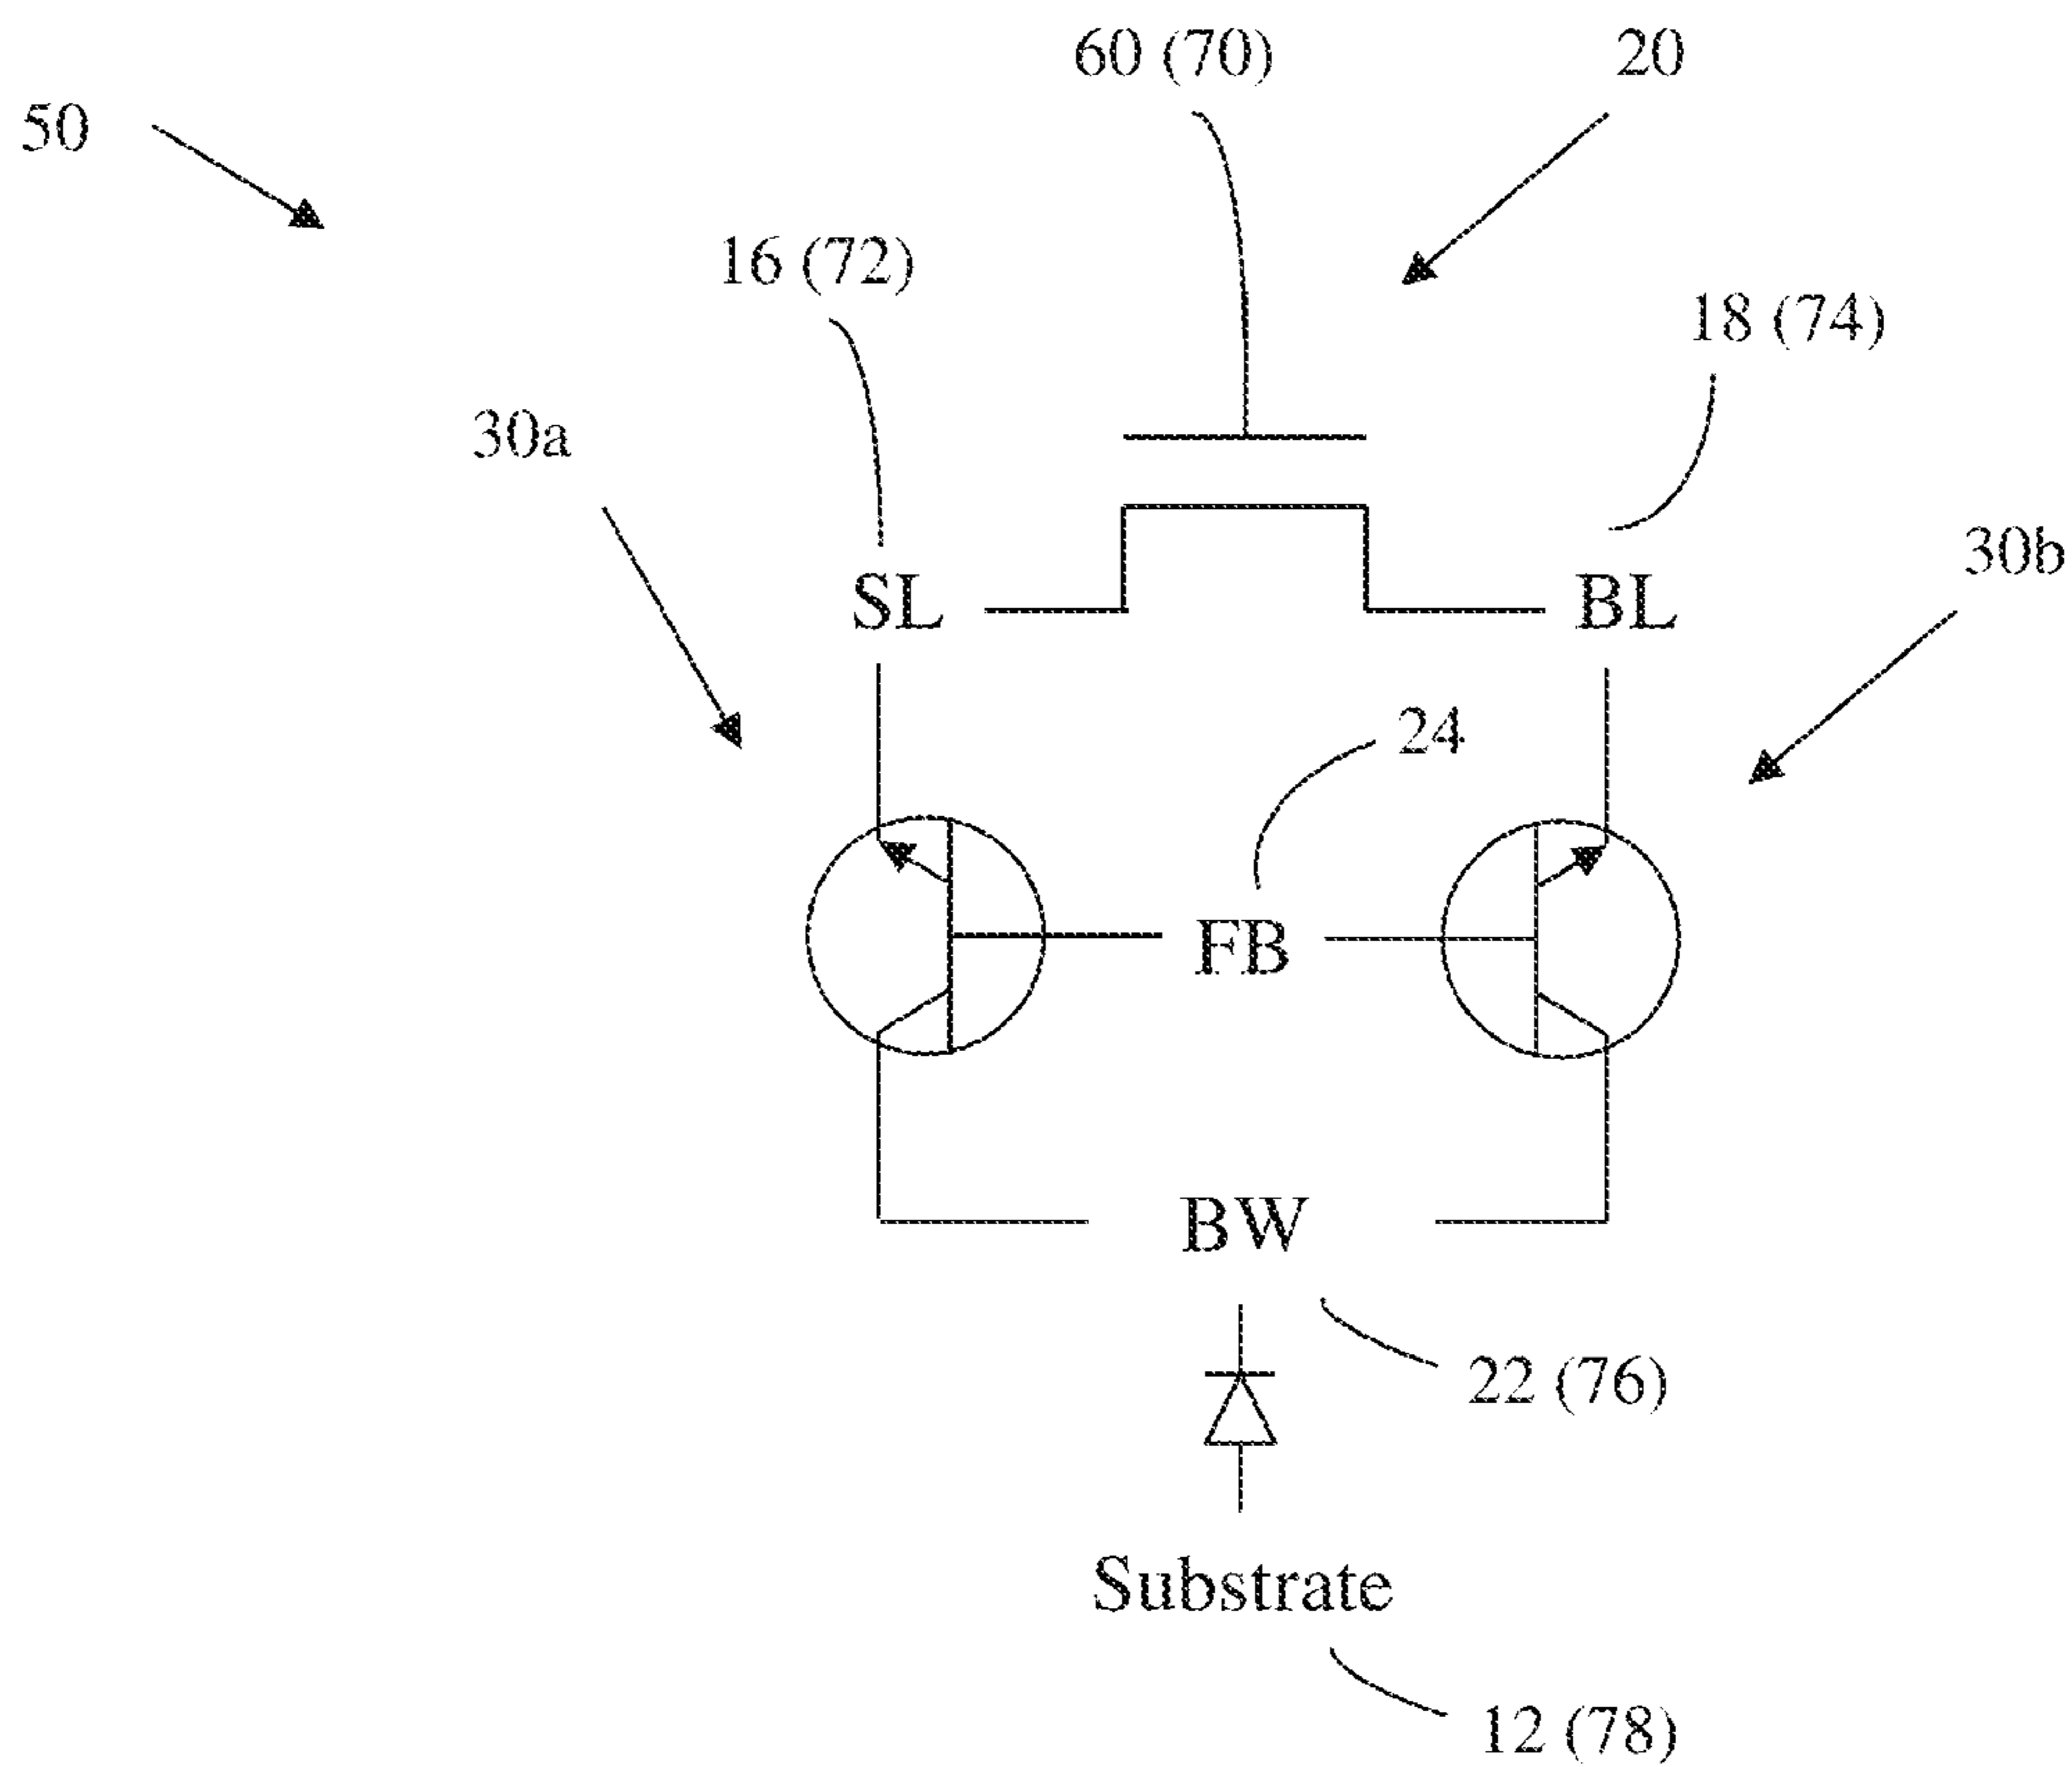 60 (70)
20
50
16 (72)
18 (74)
30a
30b
SL
BL
24
FB
BW
22 (76)
Substrate
12 (78)